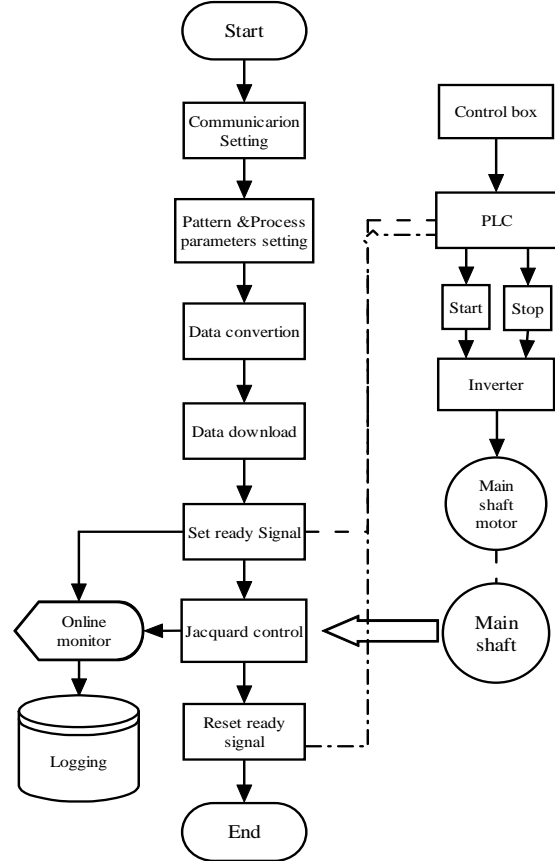 Start
Communicarion
Setting
Pattern &Process
parameters setting
Data convertion
Data download
Set ready Signal
Jacquard control
Reset ready
signal
End
Online
monitor
Logging
Control box
PLC
Start
Stop
Inverter
Main
shaft
motor
Main
shaft